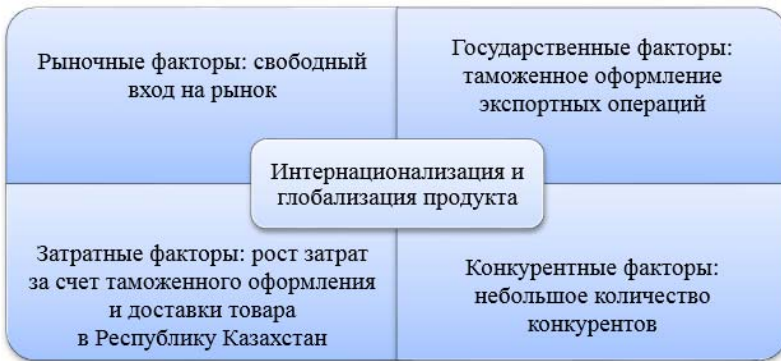 Рыночные факторы: свободный
вход на рынок
Государственные факторы:
таможенное оформление
экспортных операций
Интернационализация и
глобализация продукта
Затратные факторы: рост затрат
за счет таможенного оформления
и доставки товара
в Республику Казахстан
Конкурентные факторы:
небольшое количество
конкурентов